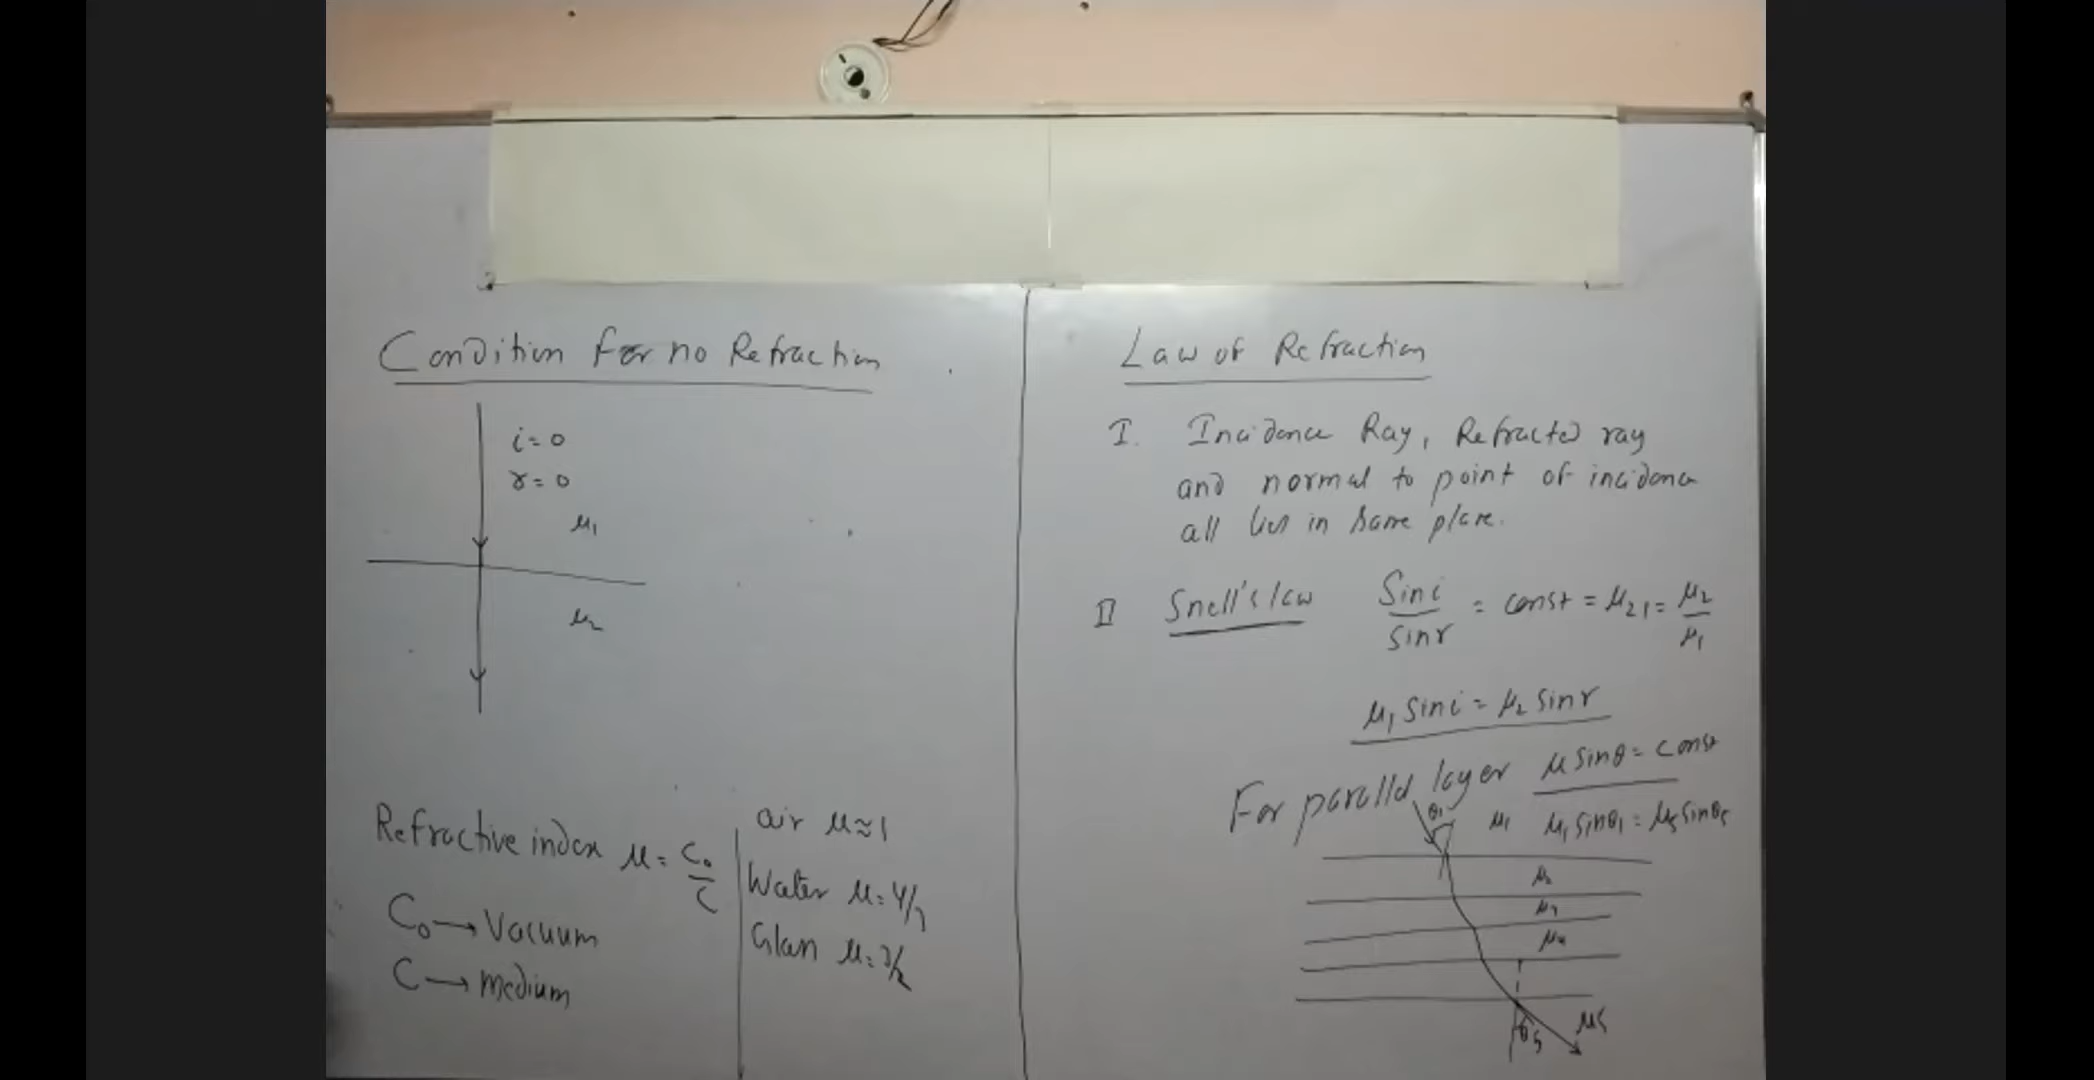 Condition For no Refraction
i = 0
r = 0
μ1
μ2
Refractive index μ = C0/C
C0 → Vacuum
C → medium
air μ ≈ 1
Water μ = 4/3
Glass μ = 3/2
Law of Refraction
I. Incidence Ray, Refracted ray
and normal to point of incidence
all lies in same plane.
II Snell's law Sin i / Sin r = const = μ21 = μ2/μ1
μ1 Sin i = μ2 Sin r
For parallel layer μ Sin θ = Const
θ1 μ1 μ1 Sin θ1 = μ5 Sin θ5
μ2
μ3
μ4
θ5 μ5